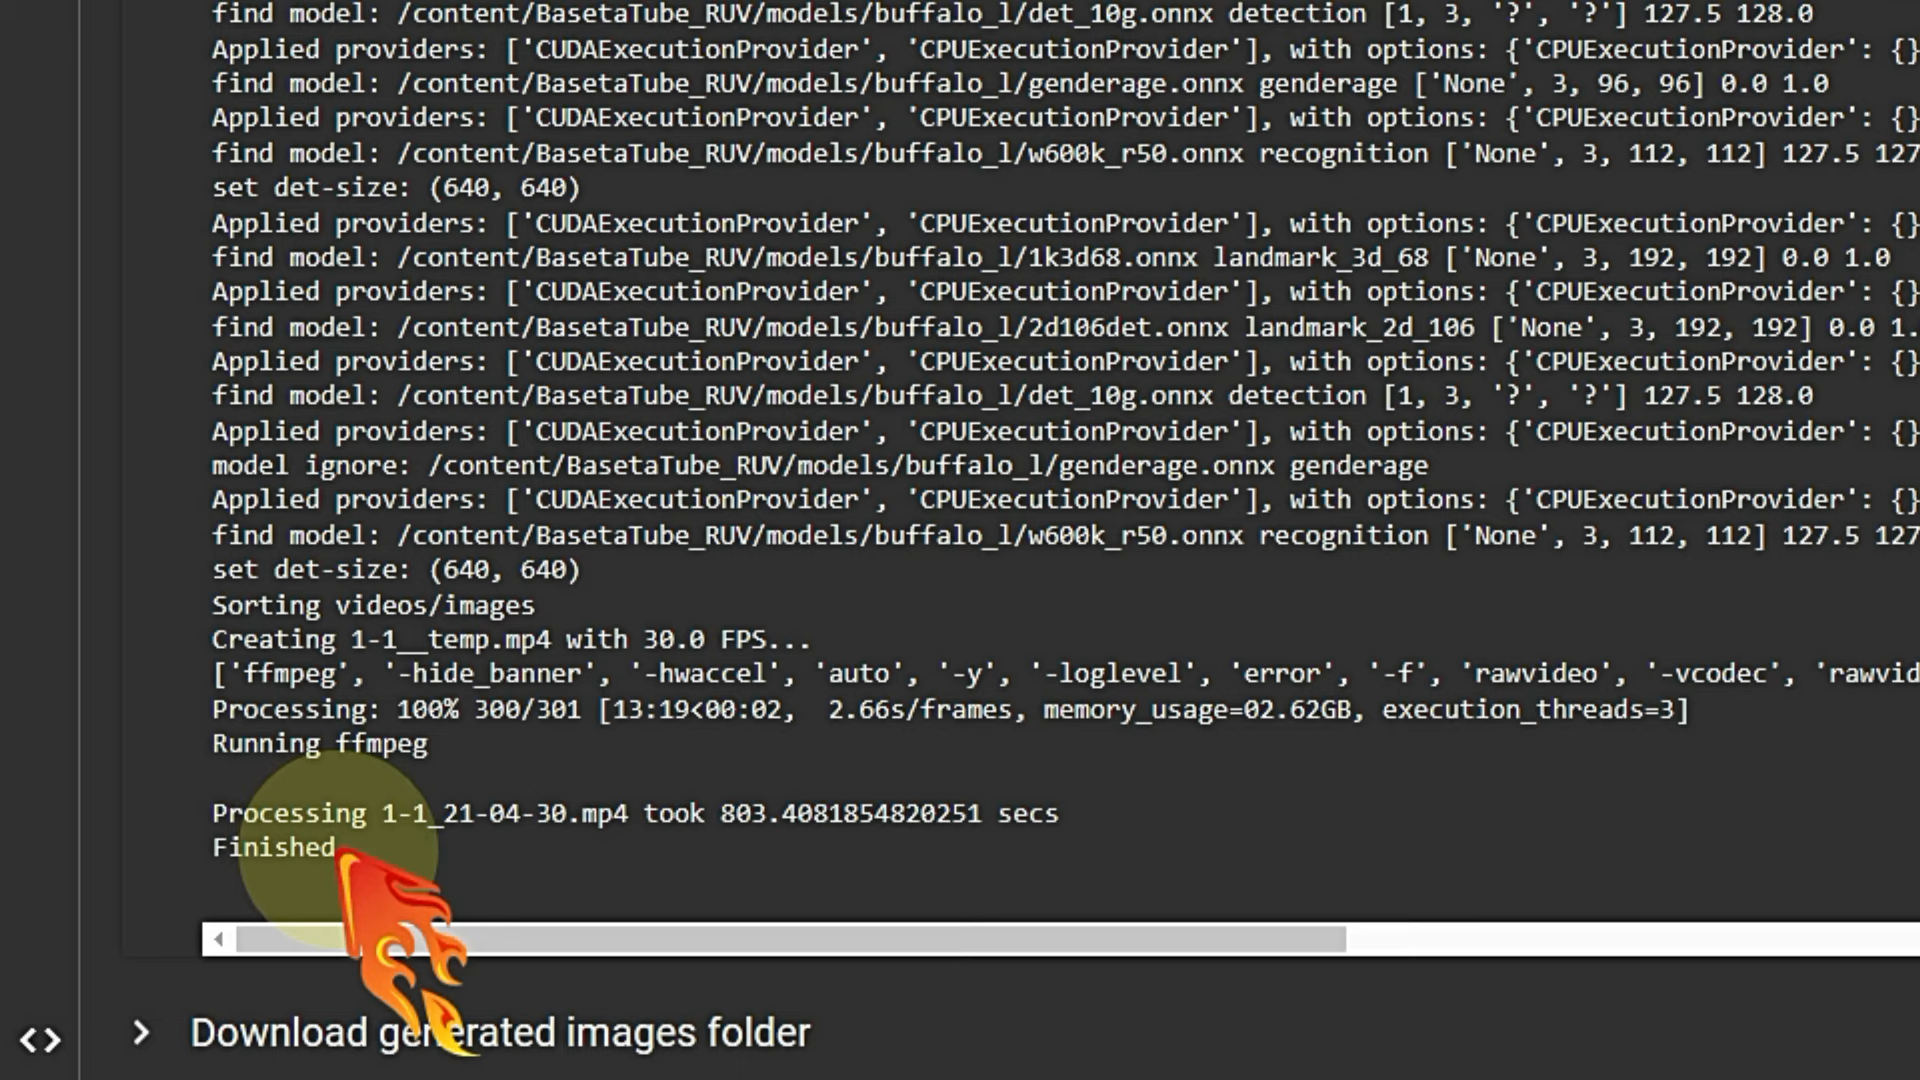 find model: /content/BasetaTube_RUV/models/buffalo_l/det_10g.onnx detection [1, 3, '?', '?'] 127.5 128.0
Applied providers: ['CUDAExecutionProvider', 'CPUExecutionProvider'], with options: {'CPUExecutionProvider': {}
find model: /content/BasetaTube_RUV/models/buffalo_l/genderage.onnx genderage ['None', 3, 96, 96] 0.0 1.0
Applied providers: ['CUDAExecutionProvider', 'CPUExecutionProvider'], with options: {'CPUExecutionProvider': {}
find model: /content/BasetaTube_RUV/models/buffalo_l/w600k_r50.onnx recognition ['None', 3, 112, 112] 127.5 127
set det-size: (640, 640)
Applied providers: ['CUDAExecutionProvider', 'CPUExecutionProvider'], with options: {'CPUExecutionProvider': {}
find model: /content/BasetaTube_RUV/models/buffalo_l/1k3d68.onnx landmark_3d_68 ['None', 3, 192, 192] 0.0 1.0
Applied providers: ['CUDAExecutionProvider', 'CPUExecutionProvider'], with options: {'CPUExecutionProvider': {}
find model: /content/BasetaTube_RUV/models/buffalo_l/2d106det.onnx landmark_2d_106 ['None', 3, 192, 192] 0.0 1.
Applied providers: ['CUDAExecutionProvider', 'CPUExecutionProvider'], with options: {'CPUExecutionProvider': {}
find model: /content/BasetaTube_RUV/models/buffalo_l/det_10g.onnx detection [1, 3, '?', '?'] 127.5 128.0
Applied providers: ['CUDAExecutionProvider', 'CPUExecutionProvider'], with options: {'CPUExecutionProvider': {}
model ignore: /content/BasetaTube_RUV/models/buffalo_l/genderage.onnx genderage
Applied providers: ['CUDAExecutionProvider', 'CPUExecutionProvider'], with options: {'CPUExecutionProvider': {}
find model: /content/BasetaTube_RUV/models/buffalo_l/w600k_r50.onnx recognition ['None', 3, 112, 112] 127.5 127
set det-size: (640, 640)
Sorting videos/images
Creating 1-1__temp.mp4 with 30.0 FPS...
['ffmpeg', '-hide_banner', '-hwaccel', 'auto', '-y', '-loglevel', 'error', '-f', 'rawvideo', '-vcodec', 'rawvid
Processing: 100% 300/301 [13:19<00:02,  2.66s/frames, memory_usage=02.62GB, execution_threads=3]
Running ffmpeg
Processing 1-1_21-04-30.mp4 took 803.4081854820251 secs
Finished
Download generated images folder